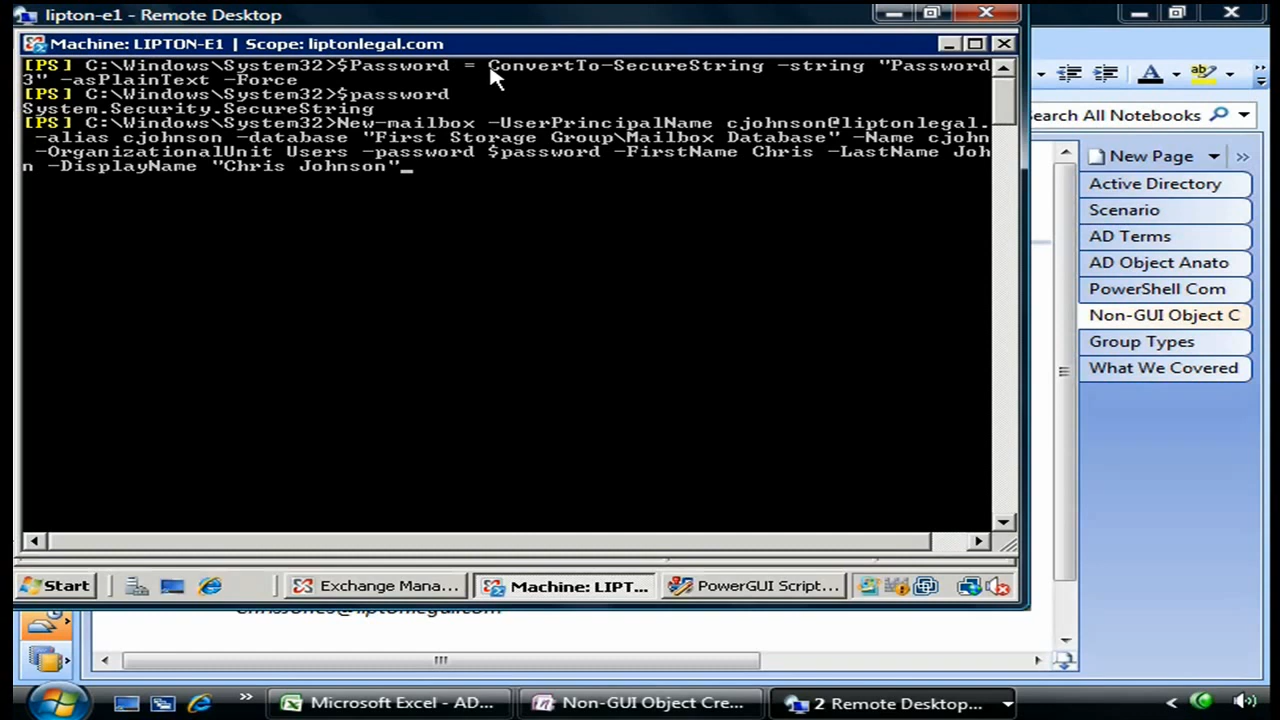 lipton-e1 - Remote Desktop
Machine: LIPTON-E1 | Scope: liptonlegal.com
[PS] C:\Windows\System32>$Password = ConvertTo-SecureString -string "Password
3" -asPlainText -Force
[PS] C:\Windows\System32>$password
System.Security.SecureString
[PS] C:\Windows\System32>New-mailbox -UserPrincipalName cjohnson@liptonlegal.
-alias cjohnson -database "First Storage Group\Mailbox Database" -Name cjohn
-OrganizationalUnit Users -password $password -FirstName Chris -LastName Joh
n -DisplayName "Chris Johnson"_
Start
Exchange Mana...
Machine: LIPT...
PowerGUI Script...
earch All Notebooks
New Page
Active Directory
Scenario
AD Terms
AD Object Anato
PowerShell Com
Non-GUI Object C
Group Types
What We Covered
Microsoft Excel - AD...
Non-GUI Object Cre...
2 Remote Desktop...